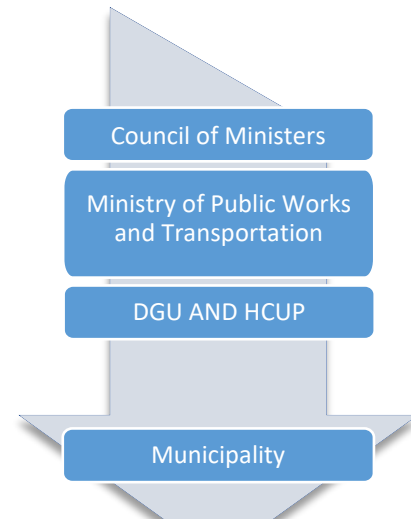 Council of Ministers
Ministry of Public Works
and Transportation
DGU AND HCUP
Municipality